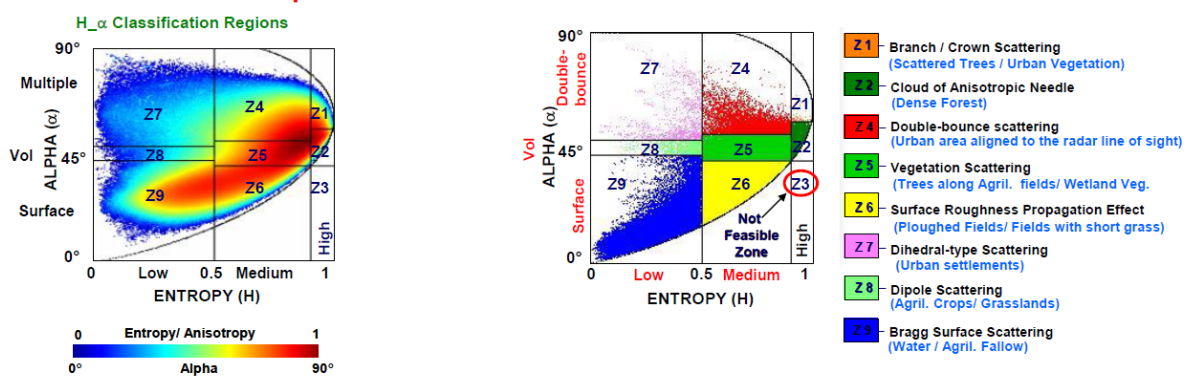 H_α Classification Regions
90°
Multiple
Vol
45°
Surface
0°
ALPHA (α)
Z7
Z4
Z1
Z8
Z5
Z2
Z9
Z6
Z3
High
0
Low
0.5
Medium
1
ENTROPY (H)
0
Entropy/ Anisotropy
1
0°
Alpha
90°
90°
Double-
bounce
Vol
45°
Surface
0°
ALPHA (α)
Z7
Z4
Z1
Z8
Z5
Z2
Z9
Z6
Z3
Not
Feasible
Zone
High
0
Low
0.5
Medium
1
ENTROPY (H)
Z 1 Branch / Crown Scattering
(Scattered Trees / Urban Vegetation)
Z 2 Cloud of Anisotropic Needle
(Dense Forest)
Z 4 Double-bounce scattering
(Urban area aligned to the radar line of sight)
Z 5 Vegetation Scattering
(Trees along Agril. fields/ Wetland Veg.
Z 6 Surface Roughness Propagation Effect
(Ploughed Fields/ Fields with short grass)
Z 7 Dihedral-type Scattering
(Urban settlements)
Z 8 Dipole Scattering
(Agril. Crops/ Grasslands)
Z 9 Bragg Surface Scattering
(Water / Agril. Fallow)